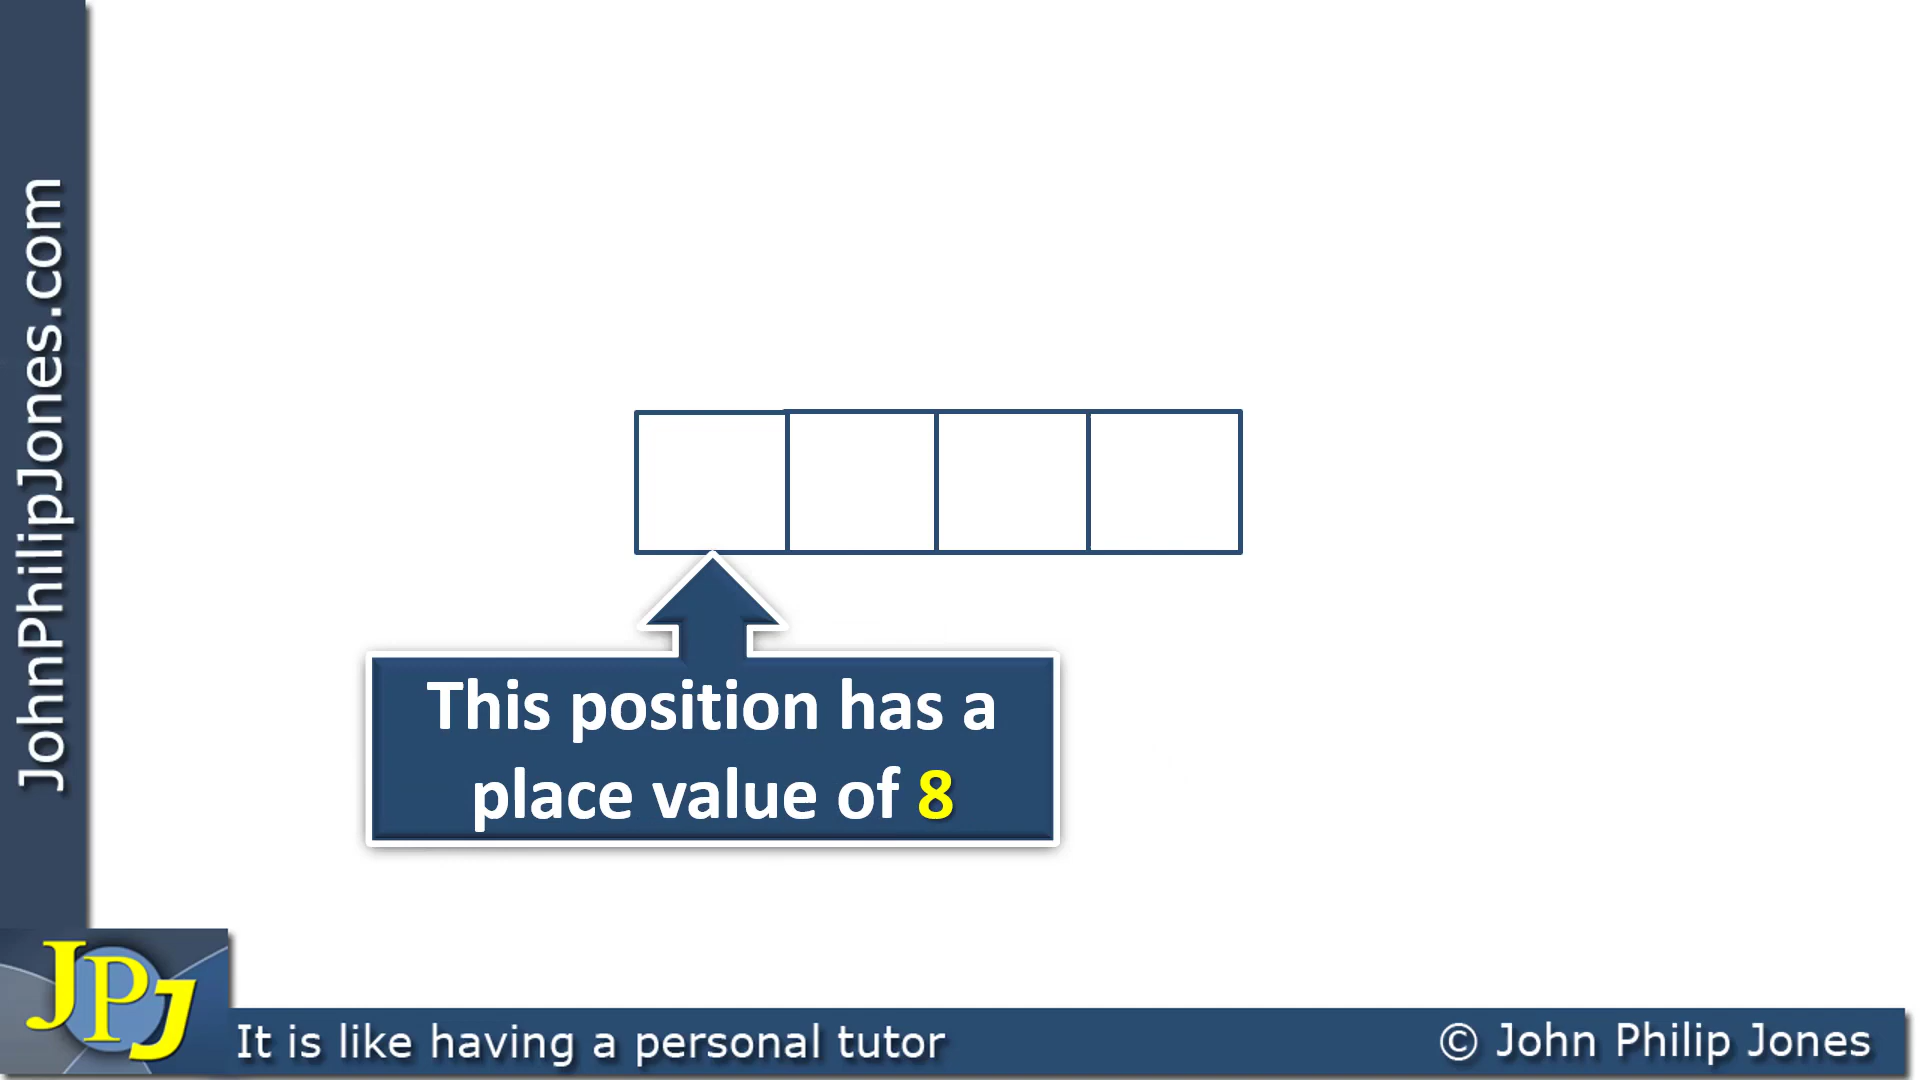 JohnPhilipJones.com
This position has a
place value of 8
JPJ
It is like having a personal tutor
© John Philip Jones